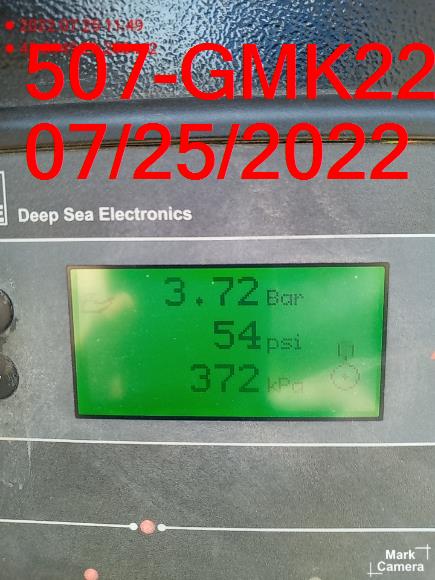 2022.07.25 11:49
507-GMK22
07/25/2022
Deep Sea Electronics
3.72 Bar
54 psi
372 kPa
Mark
Camera